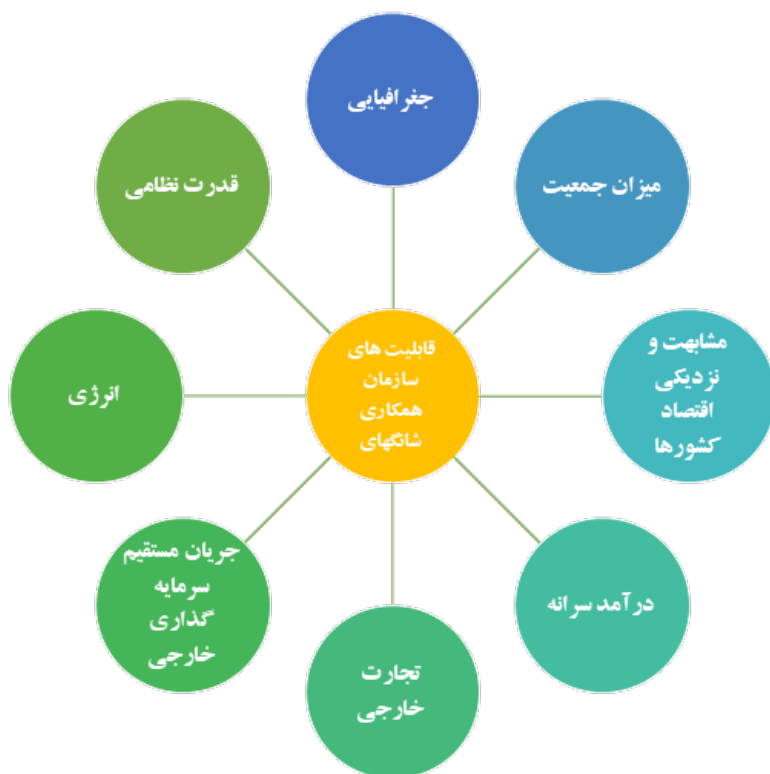 جغرافیایی
میزان جمعیت
مشابهت و
نزدیکی
اقتصاد
کشورها
درآمد سرانه
تجارت
خارجی
جریان مستقیم
سرمایه
گذاری
خارجی
انرژی
قدرت نظامی
قابلیت های
سازمان
همکاری
شانگهای